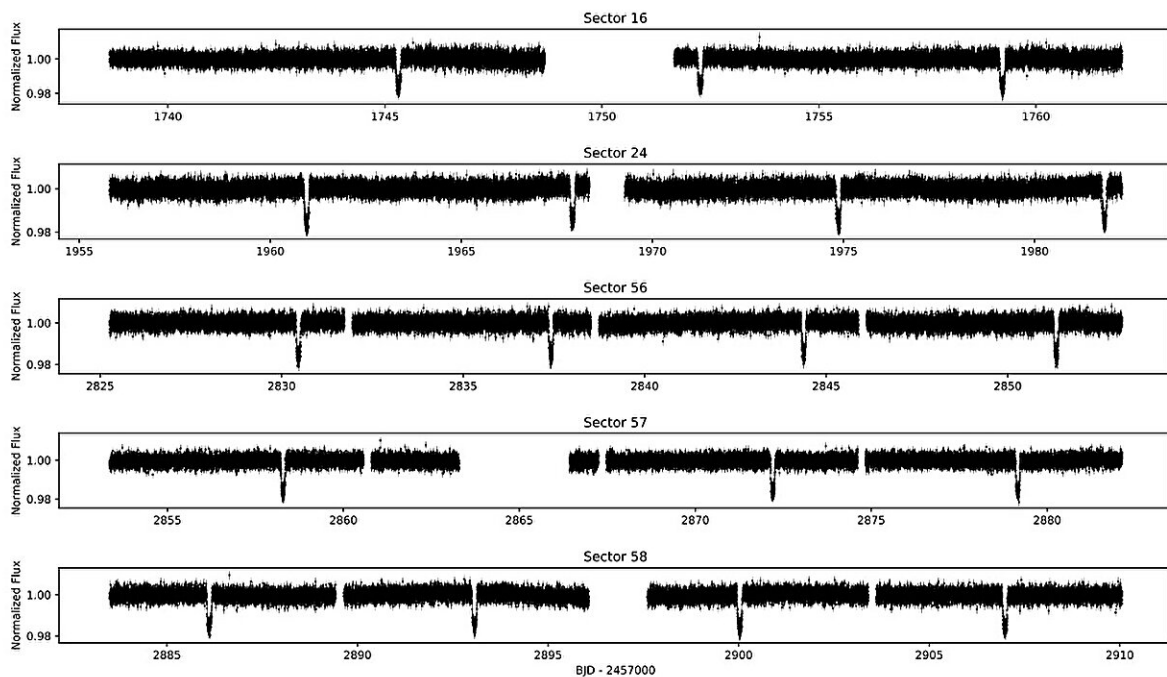 Sector 16
Normalized Flux
1.00
0.98
1740 1745 1750 1755 1760
Sector 24
Normalized Flux
1.00
0.98
1955 1960 1965 1970 1975 1980
Sector 56
Normalized Flux
1.00
0.98
2825 2830 2835 2840 2845 2850
Sector 57
Normalized Flux
1.00
0.98
2855 2860 2865 2870 2875 2880
Sector 58
Normalized Flux
1.00
0.98
2885 2890 2895 2900 2905 2910
BJD - 2457000